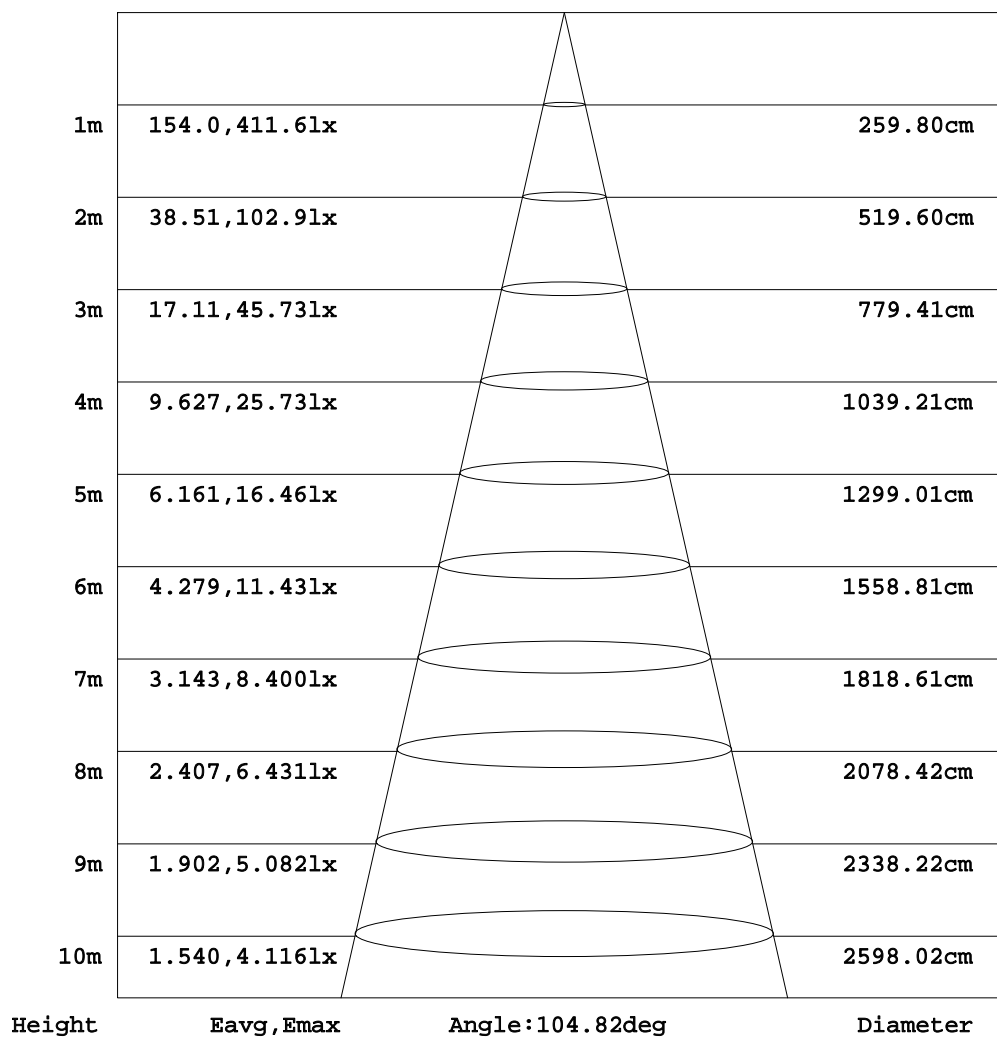 1m 154.0,411.6lx 259.80cm
2m 38.51,102.9lx 519.60cm
3m 17.11,45.73lx 779.41cm
4m 9.627,25.73lx 1039.21cm
5m 6.161,16.46lx 1299.01cm
6m 4.279,11.43lx 1558.81cm
7m 3.143,8.400lx 1818.61cm
8m 2.407,6.431lx 2078.42cm
9m 1.902,5.082lx 2338.22cm
10m 1.540,4.116lx 2598.02cm
Height Eavg,Emax Angle:104.82deg Diameter